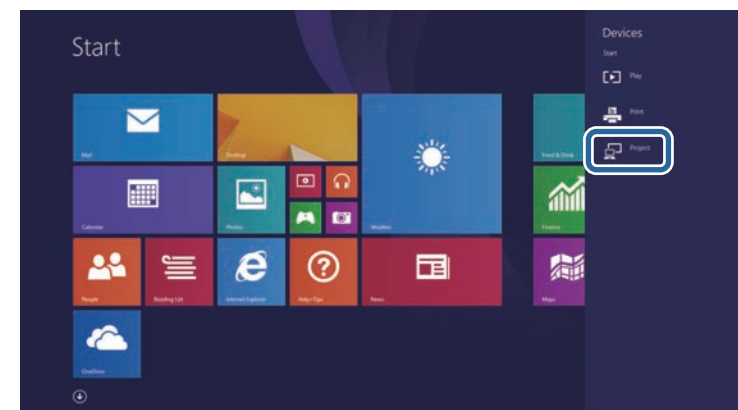 Start
Mail
Desktop
Calendar
Photos
Weather
Food & Drink
Finance
People
Reading List
Internet Explorer
Help+Tips
News
Maps
OneDrive
Devices
Start
Play
Print
Project